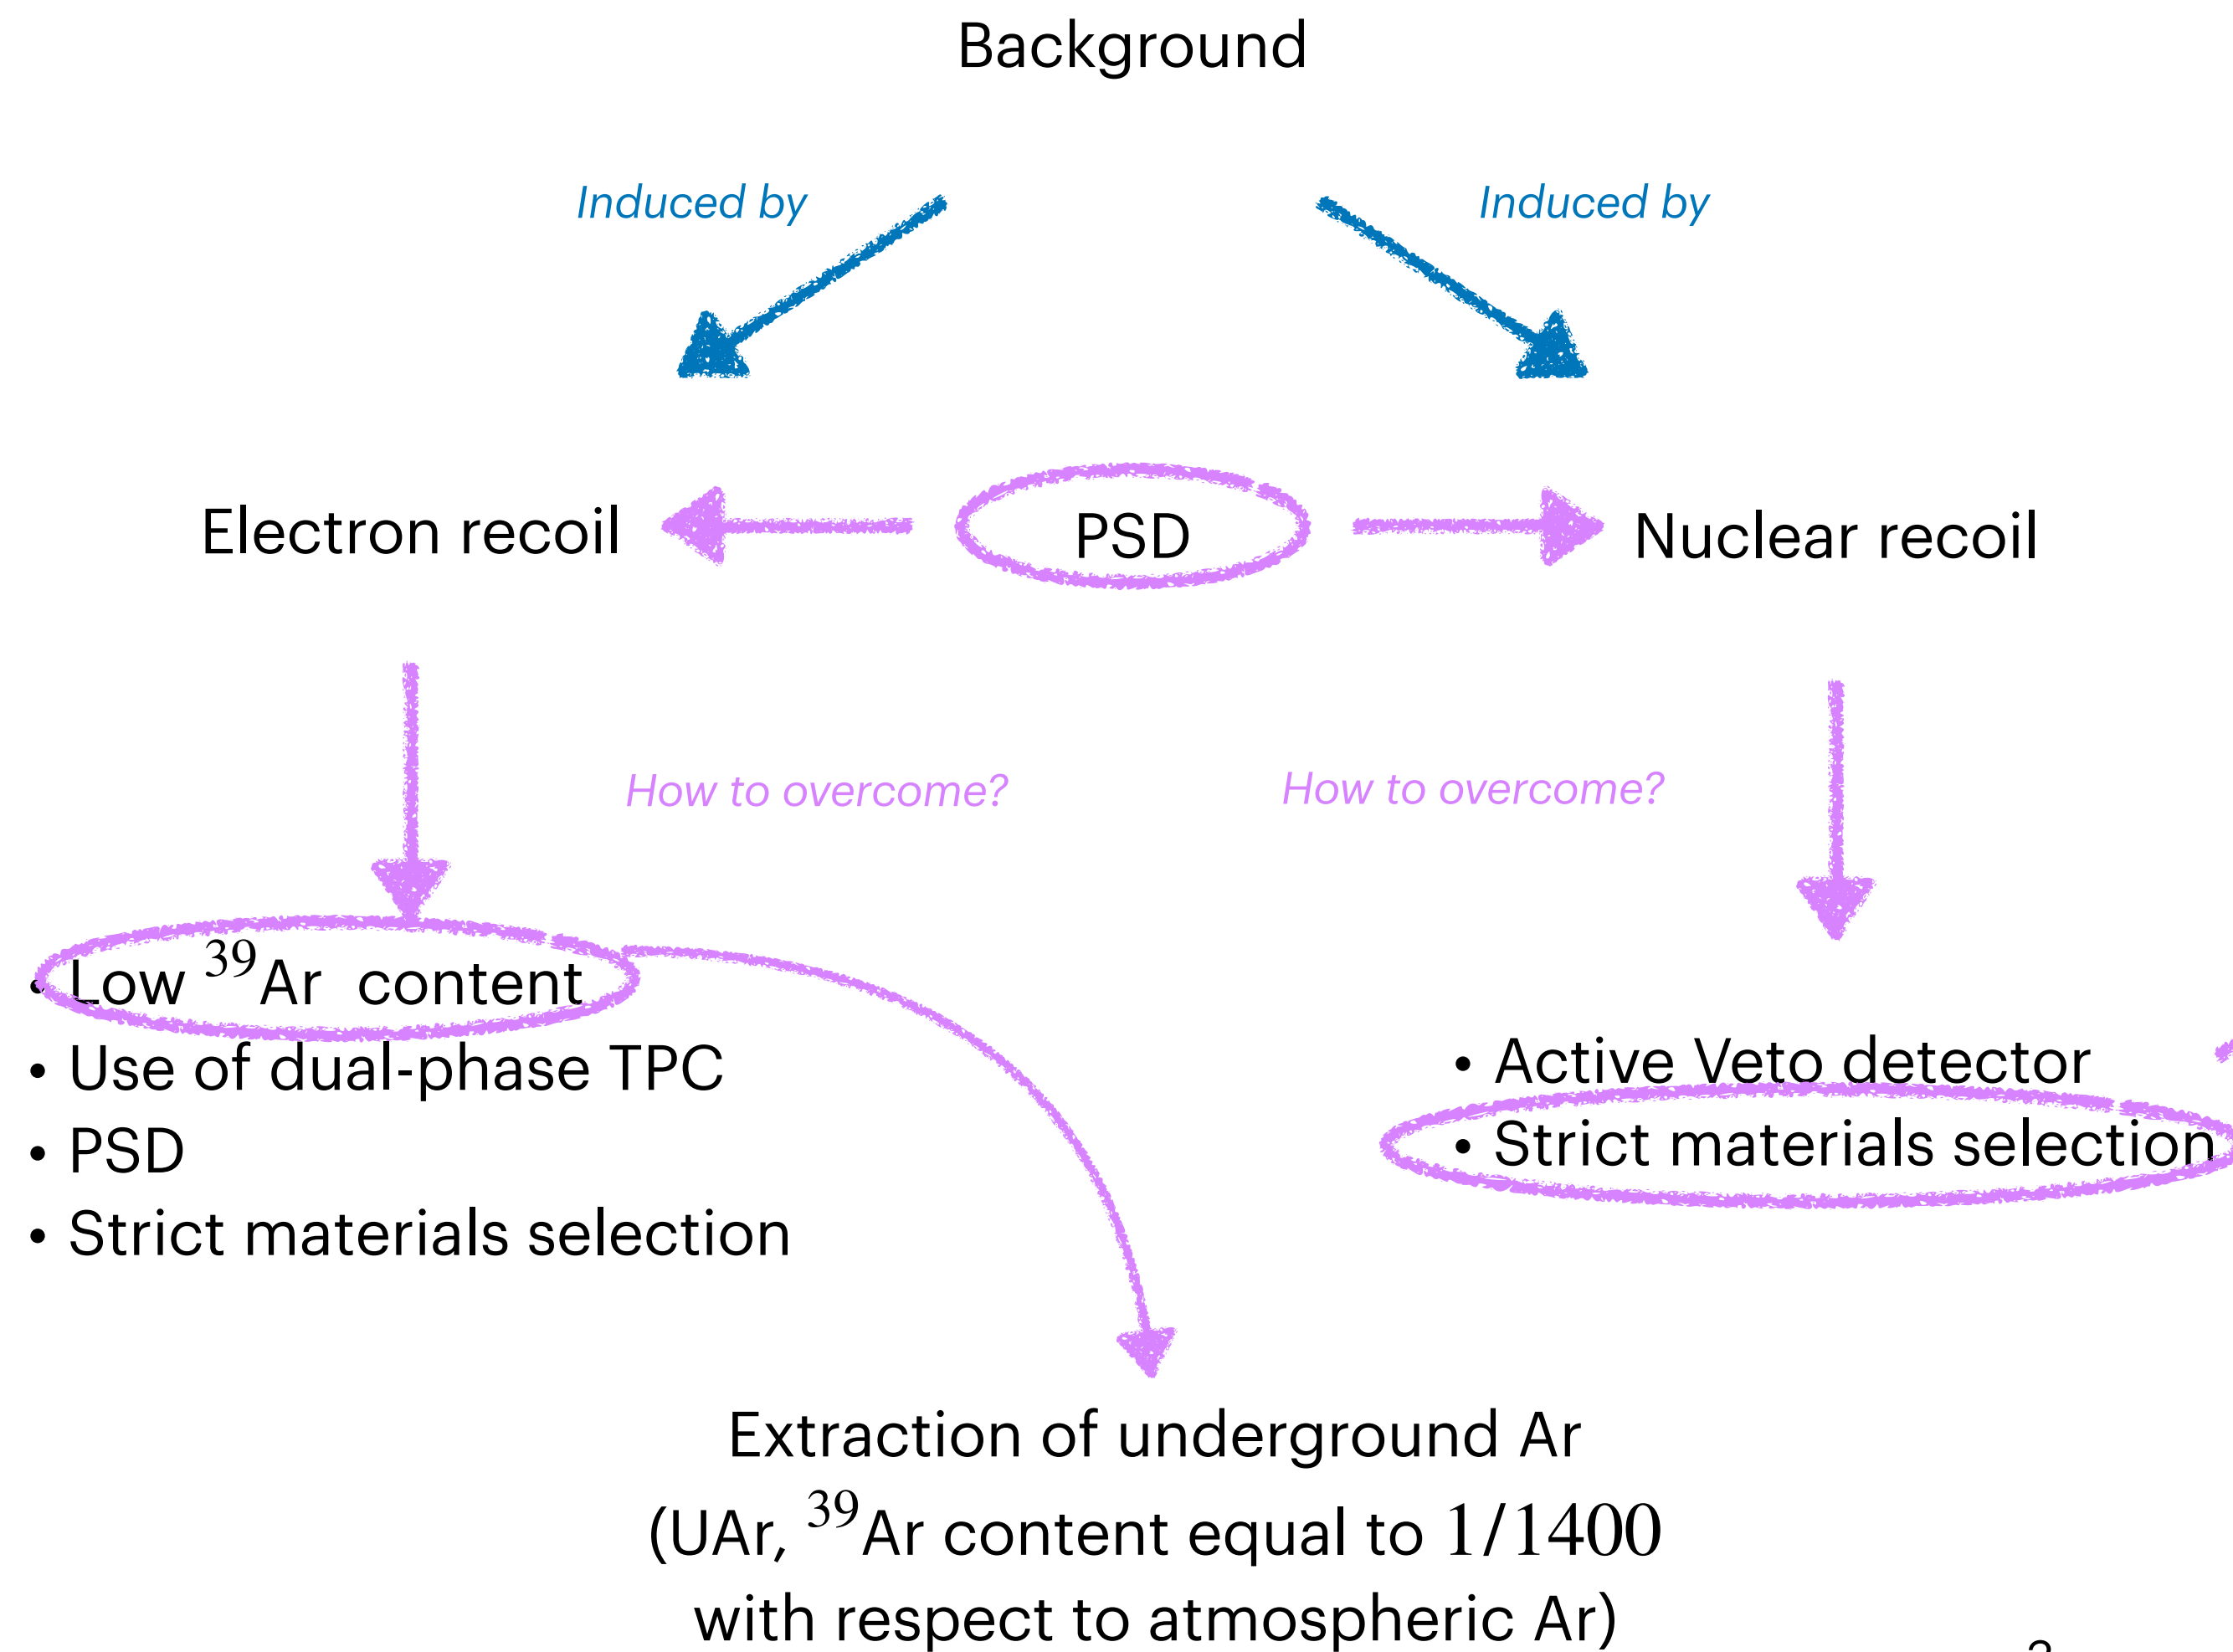 Background
Induced by
Induced by
Electron recoil
PSD
Nuclear recoil
How to overcome?
How to overcome?
• Low ³⁹Ar content
• Use of dual-phase TPC
• PSD
• Strict materials selection
• Active Veto detector
• Strict materials selection
Extraction of underground Ar
(UAr, ³⁹Ar content equal to 1/1400
with respect to atmospheric Ar)